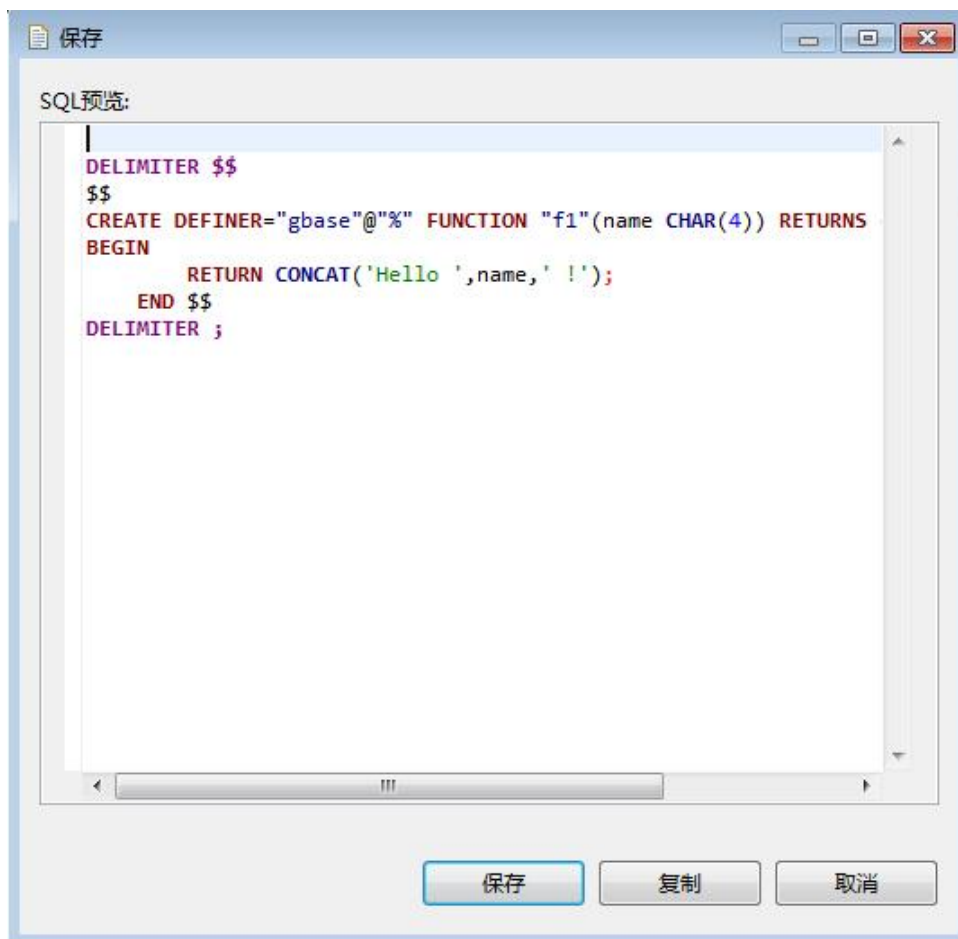 保存
SQL预览:
DELIMITER $$
$$
CREATE DEFINER="gbase"@"%" FUNCTION "f1"(name CHAR(4)) RETURNS
BEGIN
RETURN CONCAT('Hello ',name,' !');
END $$
DELIMITER ;
保存
复制
取消